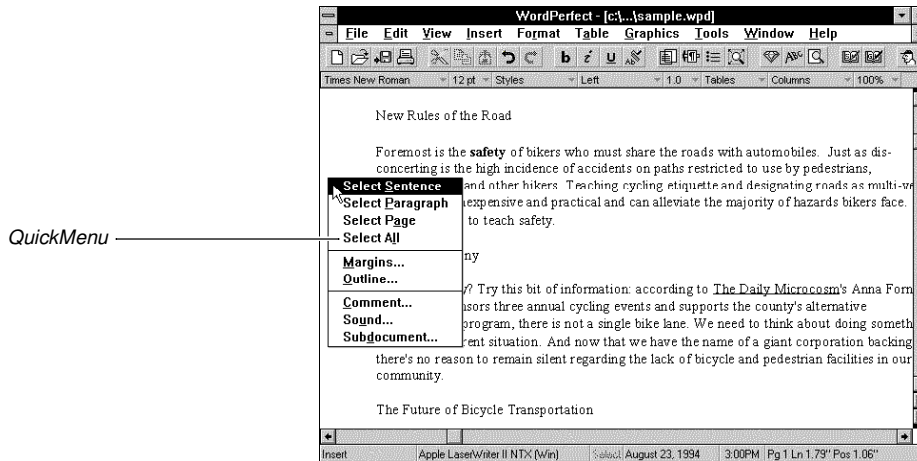 WordPerfect - [c:\...\sample.wpd]
File Edit View Insert Format Table Graphics Tools Window Help
b i u ABC
Times New Roman 12 pt Styles Left 1.0 Tables Columns 100%
New Rules of the Road
Foremost is the safety of bikers who must share the roads with automobiles. Just as dis-
concerting is the high incidence of accidents on paths restricted to use by pedestrians,
Select Sentence and other bikers. Teaching cycling etiquette and designating roads as multi-
Select Paragraph expensive and practical and can alleviate the majority of hazards bikers face.
Select Page to teach safety.
QuickMenu Select All
Margins... ny
Outline... y? Try this bit of information: according to The Daily Microcosm's Anna Forn
Comment... sors three annual cycling events and supports the county's alternative
Sound... program, there is not a single bike lane. We need to think about doing someth
Subdocument... rent situation. And now that we have the name of a giant corporation backing
there's no reason to remain silent regarding the lack of bicycle and pedestrian facilities in our
community.
The Future of Bicycle Transportation
Insert Apple LaserWriter II NTX (Win) Select August 23, 1994 3:00PM Pg 1 Ln 1.79" Pos 1.06"